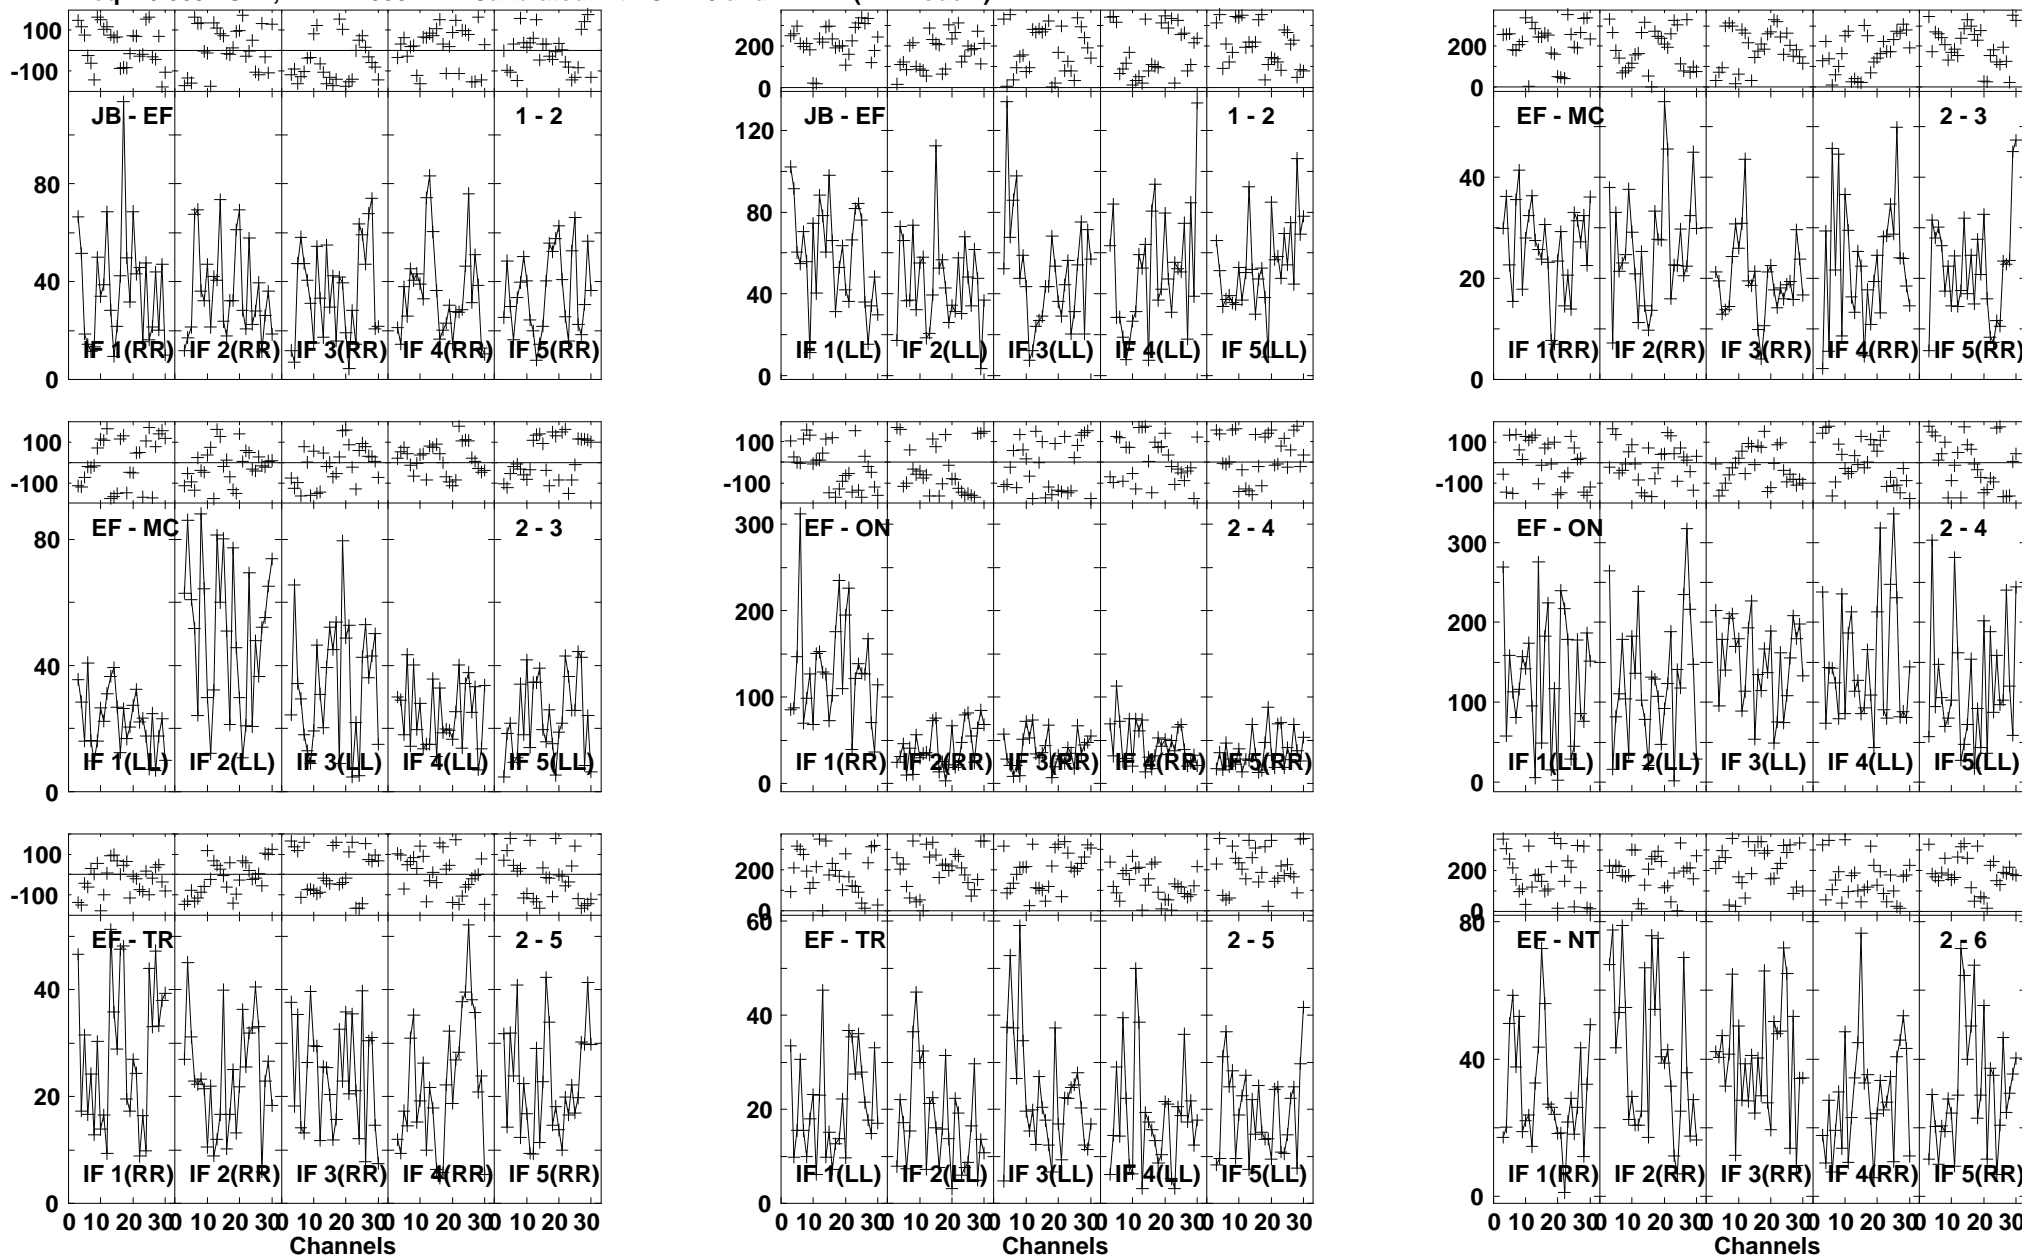 100
-100
JB - EF 1 - 2
80
40
0
IF 1(RR) IF 2(RR) IF 3(RR) IF 4(RR) IF 5(RR)
200
0
JB - EF 1 - 2
120
80
40
0
IF 1(LL) IF 2(LL) IF 3(LL) IF 4(LL) IF 5(LL)
200
0
EF - MC 2 - 3
40
20
0
IF 1(RR) IF 2(RR) IF 3(RR) IF 4(RR) IF 5(RR)
100
-100
EF - MC 2 - 3
80
40
0
IF 1(LL) IF 2(LL) IF 3(LL) IF 4(LL) IF 5(LL)
100
-100
EF - ON 2 - 4
300
200
100
0
IF 1(RR) IF 2(RR) IF 3(RR) IF 4(RR) IF 5(RR)
100
-100
EF - ON 2 - 4
300
200
100
0
IF 1(LL) IF 2(LL) IF 3(LL) IF 4(LL) IF 5(LL)
100
-100
EF - TR 2 - 5
40
20
0
IF 1(RR) IF 2(RR) IF 3(RR) IF 4(RR) IF 5(RR)
0 10 20 30 0 10 20 30 0 10 20 30 0 10 20 30 0 10 20 30
Channels
200
0
60
EF - TR 2 - 5
40
20
0
IF 1(LL) IF 2(LL) IF 3(LL) IF 4(LL) IF 5(LL)
0 10 20 30 0 10 20 30 0 10 20 30 0 10 20 30 0 10 20 30
Channels
200
0
80
EF - NT 2 - 6
40
0
IF 1(RR) IF 2(RR) IF 3(RR) IF 4(RR) IF 5(RR)
0 10 20 30 0 10 20 30 0 10 20 30 0 10 20 30 0 10 20 30
Channels